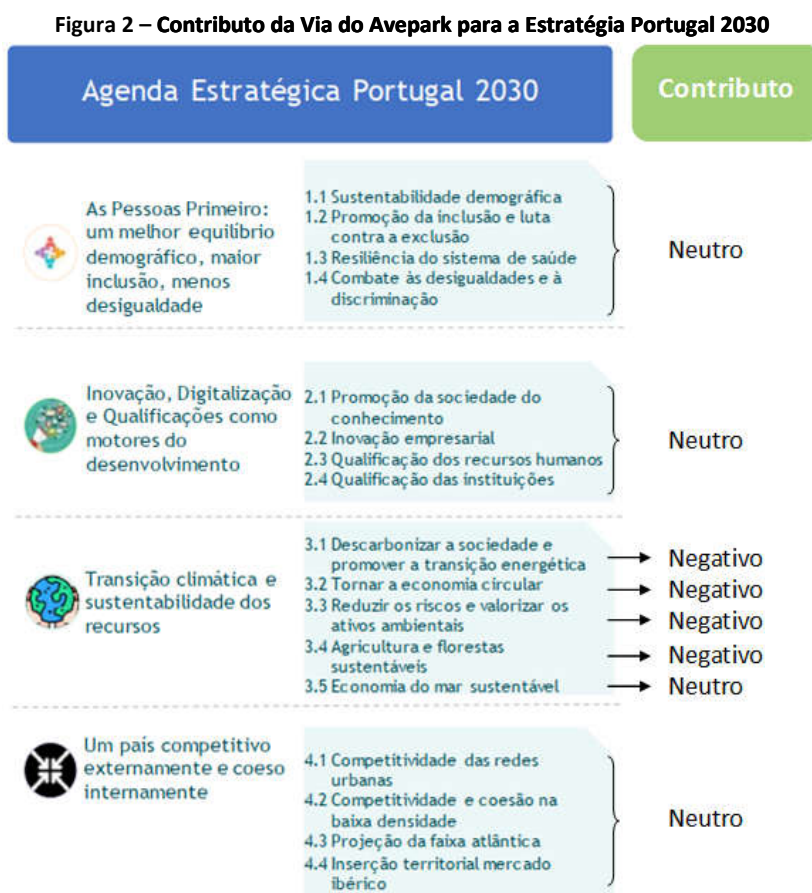 Figura 2 – Contributo da Via do Avepark para a Estratégia Portugal 2030
Agenda Estratégica Portugal 2030
Contributo
As Pessoas Primeiro:
um melhor equilíbrio
demográfico, maior
inclusão, menos
desigualdade
1.1 Sustentabilidade demográfica
1.2 Promoção da inclusão e luta
contra a exclusão
1.3 Resiliência do sistema de saúde
1.4 Combate às desigualdades e à
discriminação
Neutro
Inovação, Digitalização
e Qualificações como
motores do
desenvolvimento
2.1 Promoção da sociedade do
conhecimento
2.2 Inovação empresarial
2.3 Qualificação dos recursos humanos
2.4 Qualificação das instituições
Neutro
Transição climática e
sustentabilidade dos
recursos
3.1 Descarbonizar a sociedade e
promover a transição energética
3.2 Tornar a economia circular
3.3 Reduzir os riscos e valorizar os
ativos ambientais
3.4 Agricultura e florestas
sustentáveis
3.5 Economia do mar sustentável
Negativo
Negativo
Negativo
Negativo
Neutro
Um país competitivo
externamente e coeso
internamente
4.1 Competitividade das redes
urbanas
4.2 Competitividade e coesão na
baixa densidade
4.3 Projeção da faixa atlântica
4.4 Inserção territorial mercado
ibérico
Neutro